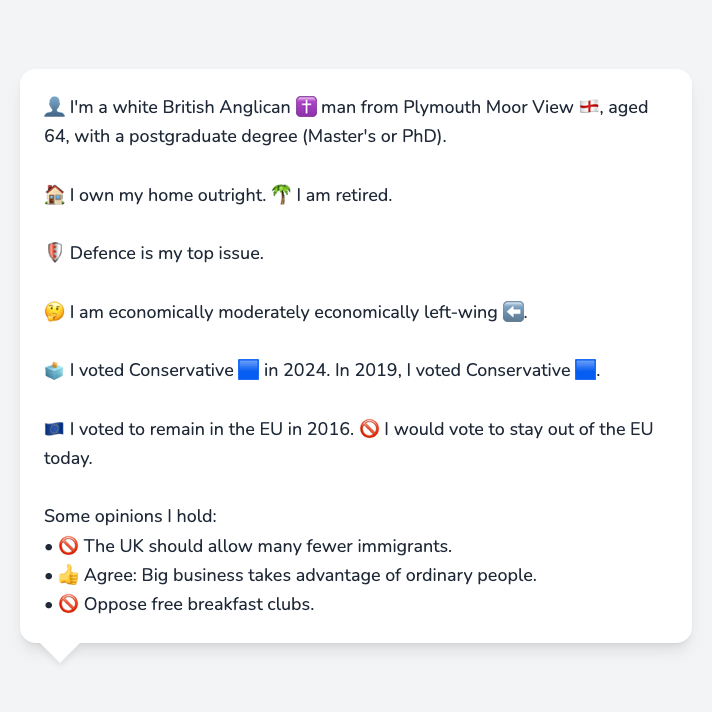 👤 I'm a white British Anglican ✝️ man from Plymouth Moor View 🏴󠁧󠁢󠁥󠁮󠁧󠁿, aged
64, with a postgraduate degree (Master's or PhD).
🏠 I own my home outright. 🌴 I am retired.
🛡️ Defence is my top issue.
🤔 I am economically moderately economically left-wing ⬅️.
🗳️ I voted Conservative 🟦 in 2024. In 2019, I voted Conservative 🟦.
🇪🇺 I voted to remain in the EU in 2016. 🚫 I would vote to stay out of the EU
today.
Some opinions I hold:
• 🚫 The UK should allow many fewer immigrants.
• 👍 Agree: Big business takes advantage of ordinary people.
• 🚫 Oppose free breakfast clubs.